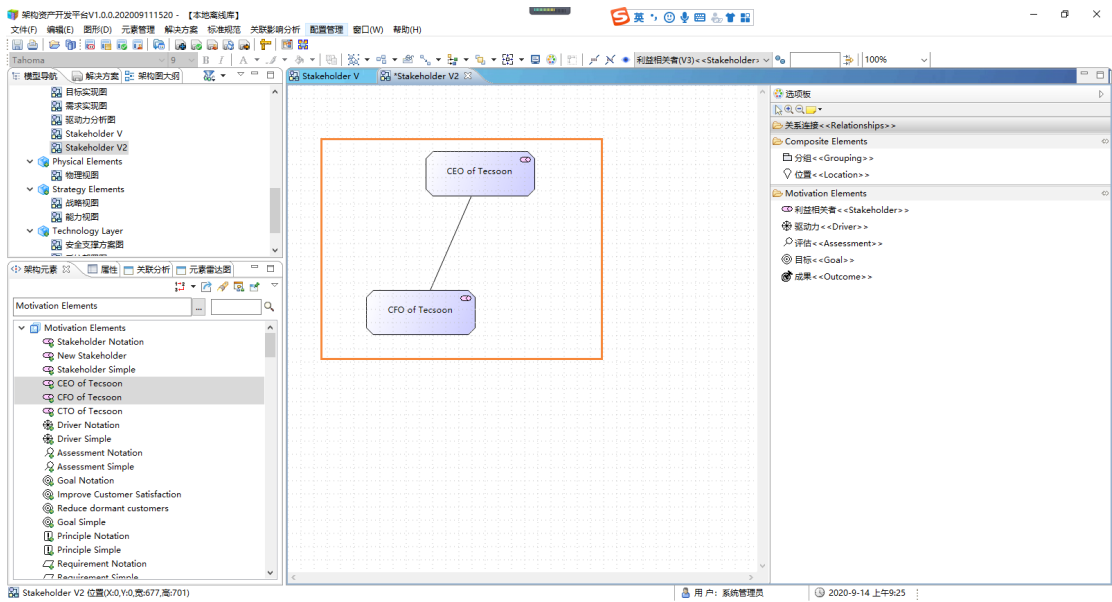 架构资产开发平台V1.0.0.202009111520 - 【本地离线库】
英
文件(F) 编辑(E) 图形(D) 元素管理 解决方案 标准规范 关联影响分析 配置管理 窗口(W) 帮助(H)
Tahoma 9 B I A 利益相关者(V3)<<Stakeholder> 100%
模型导航 解决方案 架构图大纲
目标实现图
需求实现图
驱动力分析图
Stakeholder V
Stakeholder V2
Physical Elements
物理视图
Strategy Elements
战略视图
能力视图
Technology Layer
安全支撑方案图
架构元素 属性 关联分析 元素雷达图
Motivation Elements ...
Motivation Elements
Stakeholder Notation
New Stakeholder
Stakeholder Simple
CEO of Tecsoon
CFO of Tecsoon
CTO of Tecsoon
Driver Notation
Driver Simple
Assessment Notation
Assessment Simple
Goal Notation
Improve Customer Satisfaction
Reduce dormant customers
Goal Simple
Principle Notation
Principle Simple
Requirement Notation
Requirement Simple
Stakeholder V *Stakeholder V2
CEO of Tecsoon
CFO of Tecsoon
选项板
关系连接<<Relationships>>
Composite Elements
分组<<Grouping>>
位置<<Location>>
Motivation Elements
利益相关者<<Stakeholder>>
驱动力<<Driver>>
评估<<Assessment>>
目标<<Goal>>
成果<<Outcome>>
Stakeholder V2 位置(X:0,Y:0,宽:677,高:701)
用 户: 系统管理员
2020-9-14 上午9:25